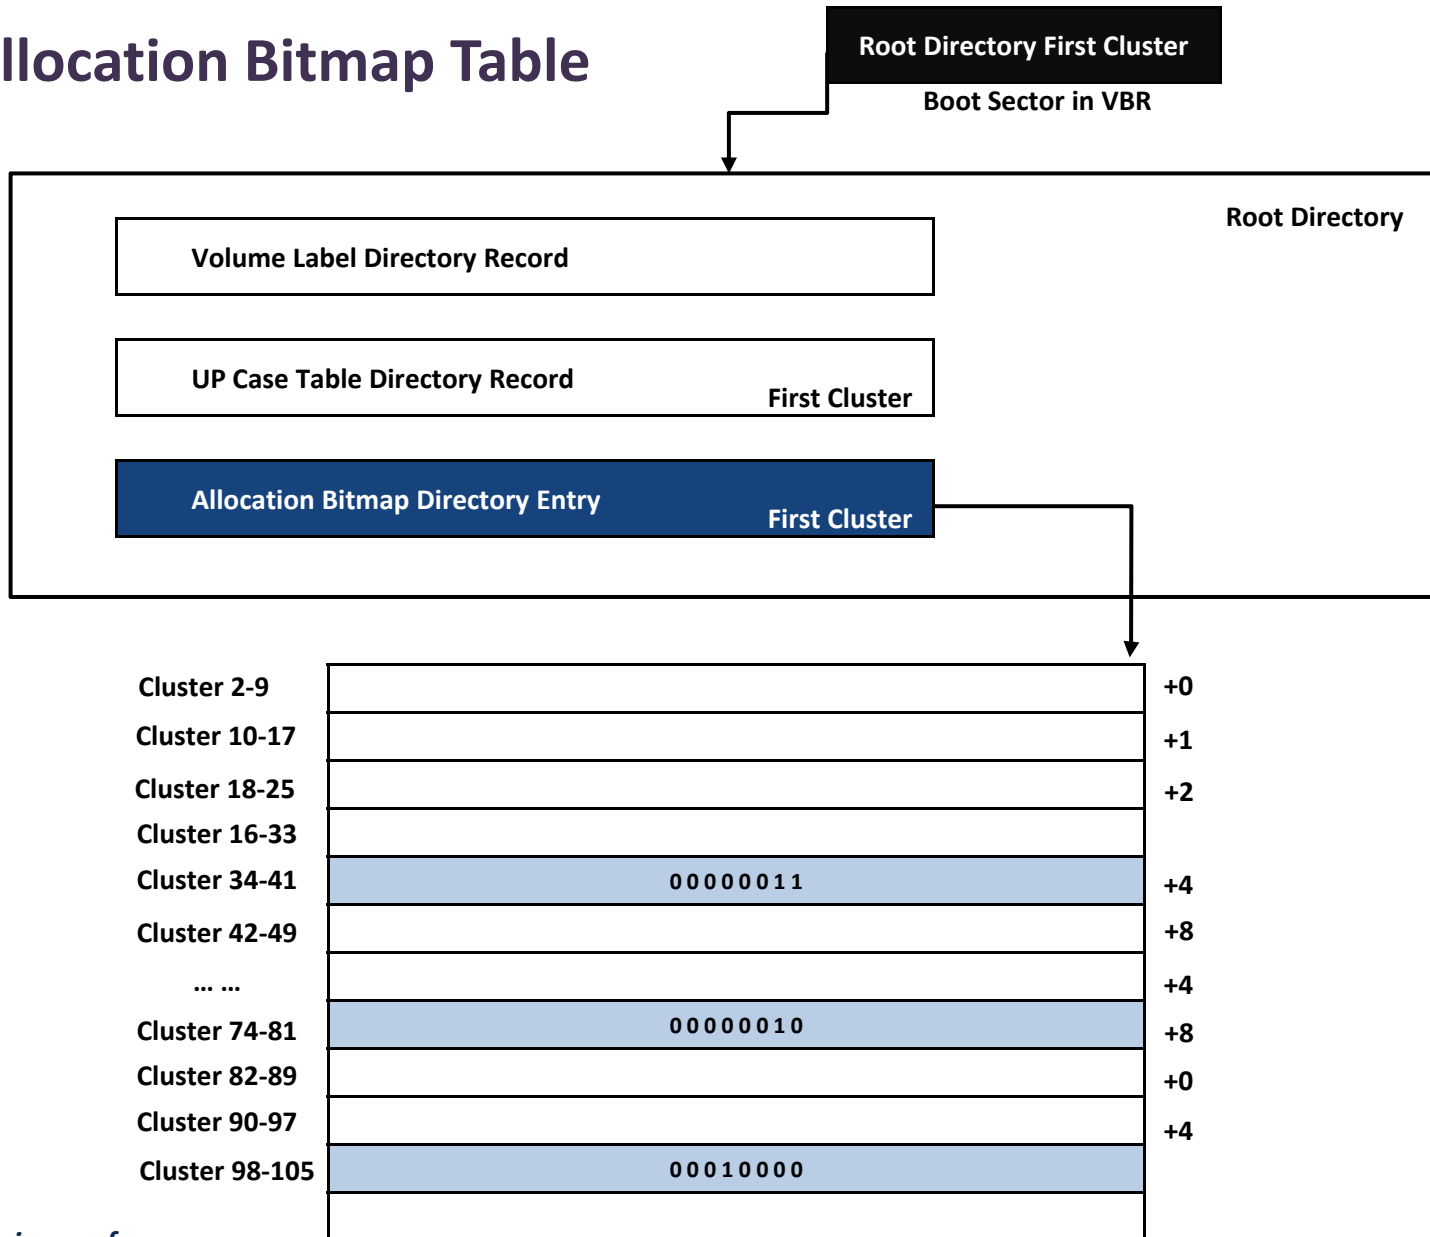 llocation Bitmap Table
Root Directory First Cluster
Boot Sector in VBR
Root Directory
Volume Label Directory Record
UP Case Table Directory Record
First Cluster
Allocation Bitmap Directory Entry
First Cluster
Cluster 2-9 +0
Cluster 10-17 +1
Cluster 18-25 +2
Cluster 16-33
Cluster 34-41 00000011 +4
Cluster 42-49 +8
... ... +4
Cluster 74-81 00000010 +8
Cluster 82-89 +0
Cluster 90-97 +4
Cluster 98-105 00010000